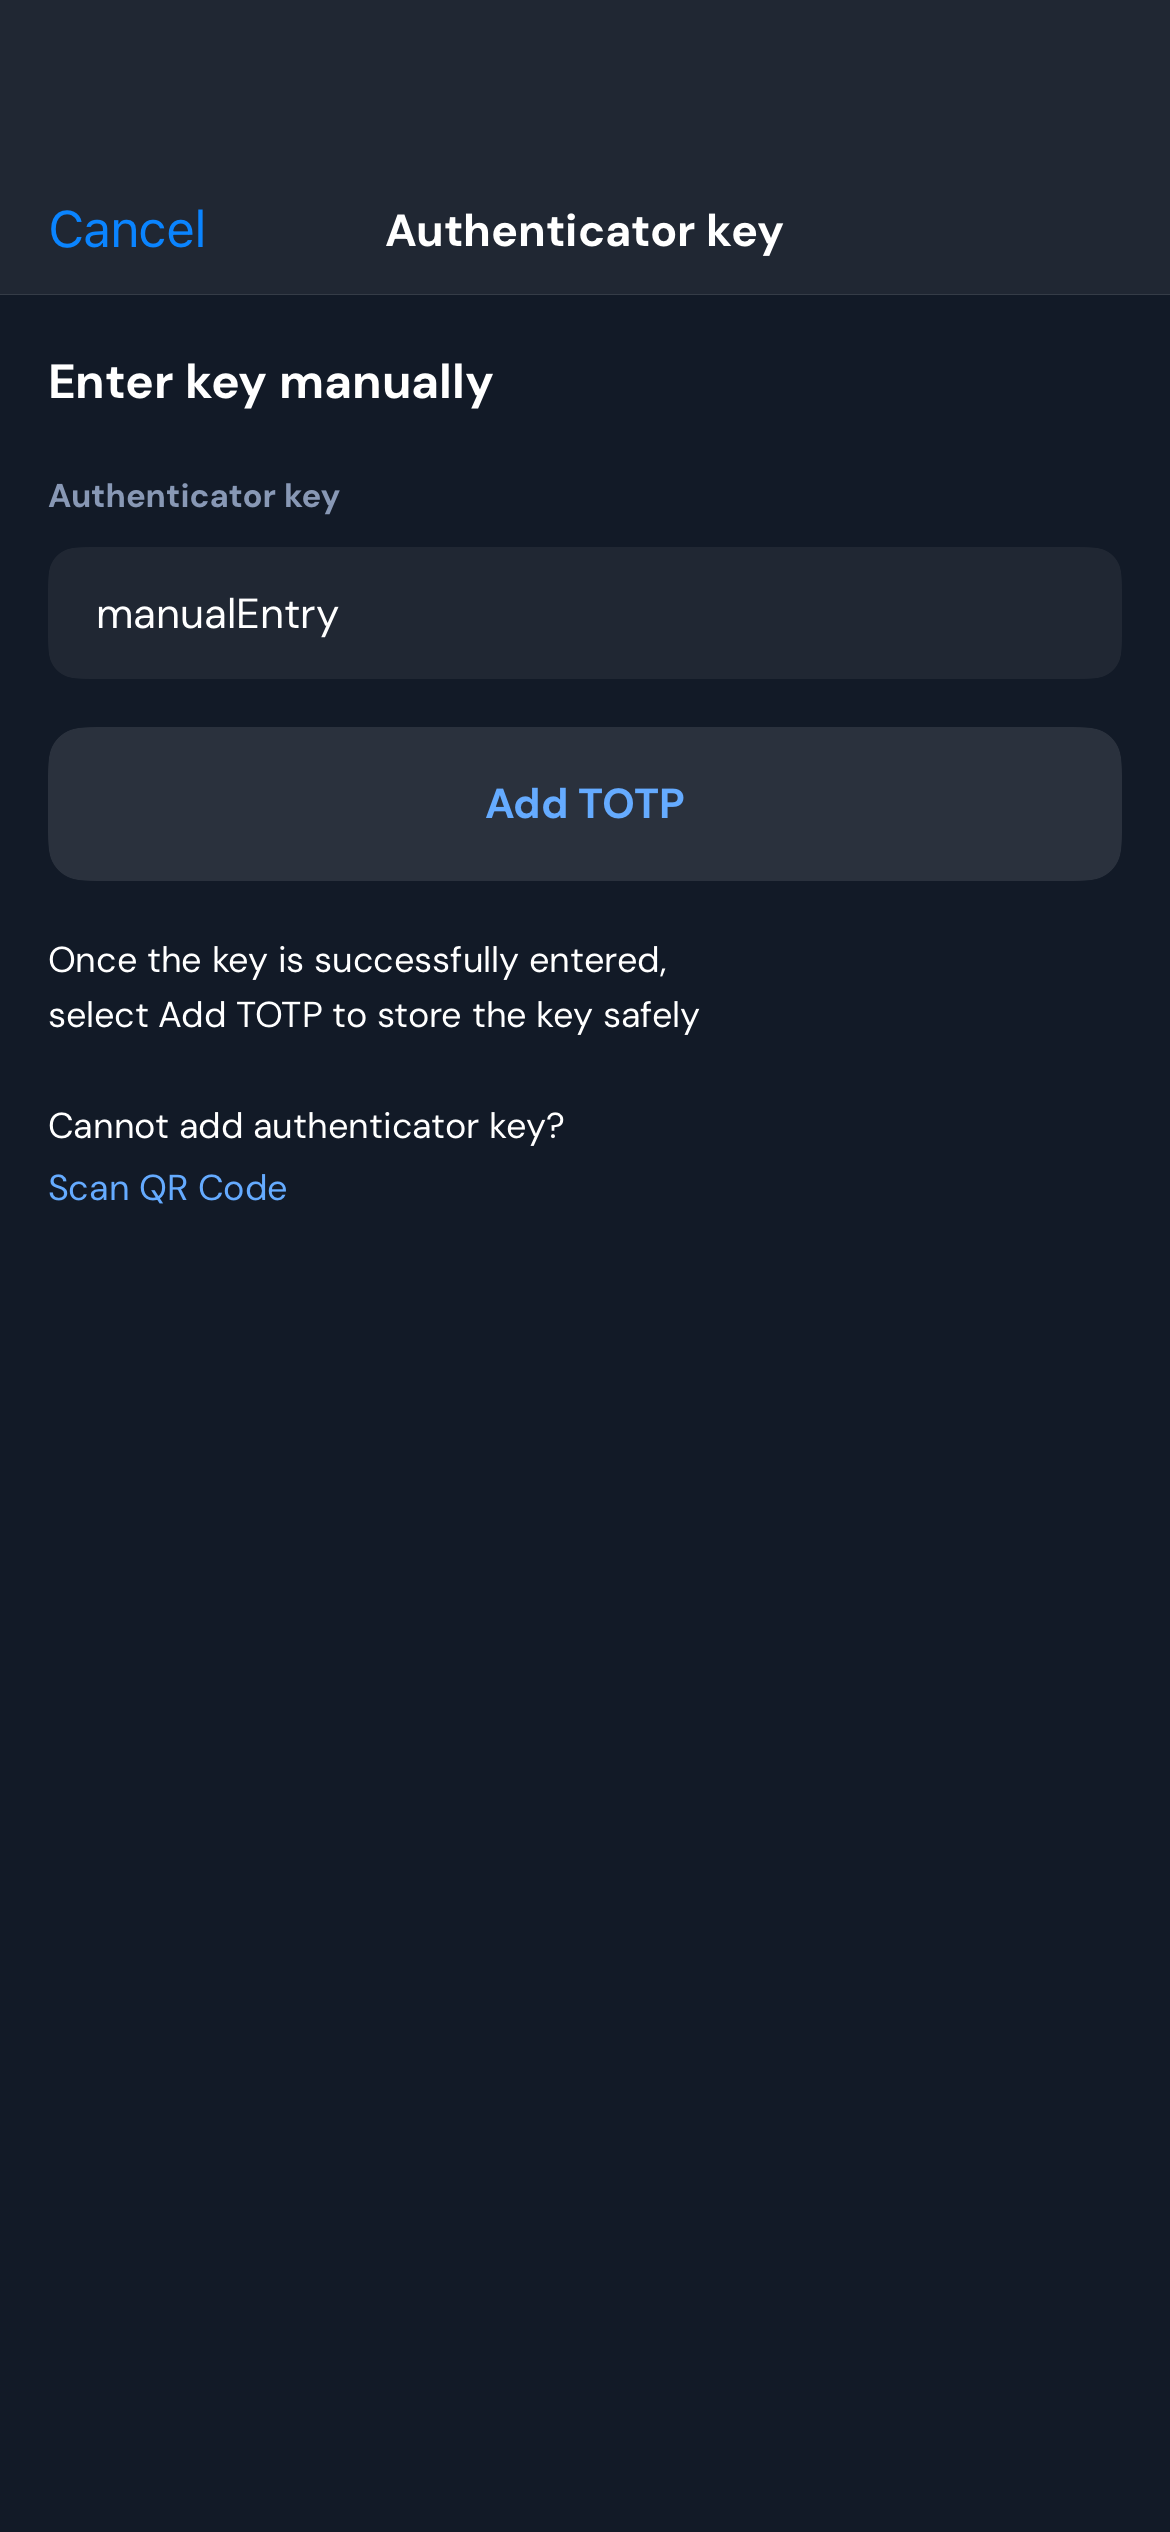 Cancel
Authenticator key
Enter key manually
Authenticator key
manualEntry
Add TOTP
Once the key is successfully entered,
select Add TOTP to store the key safely
Cannot add authenticator key?
Scan QR Code